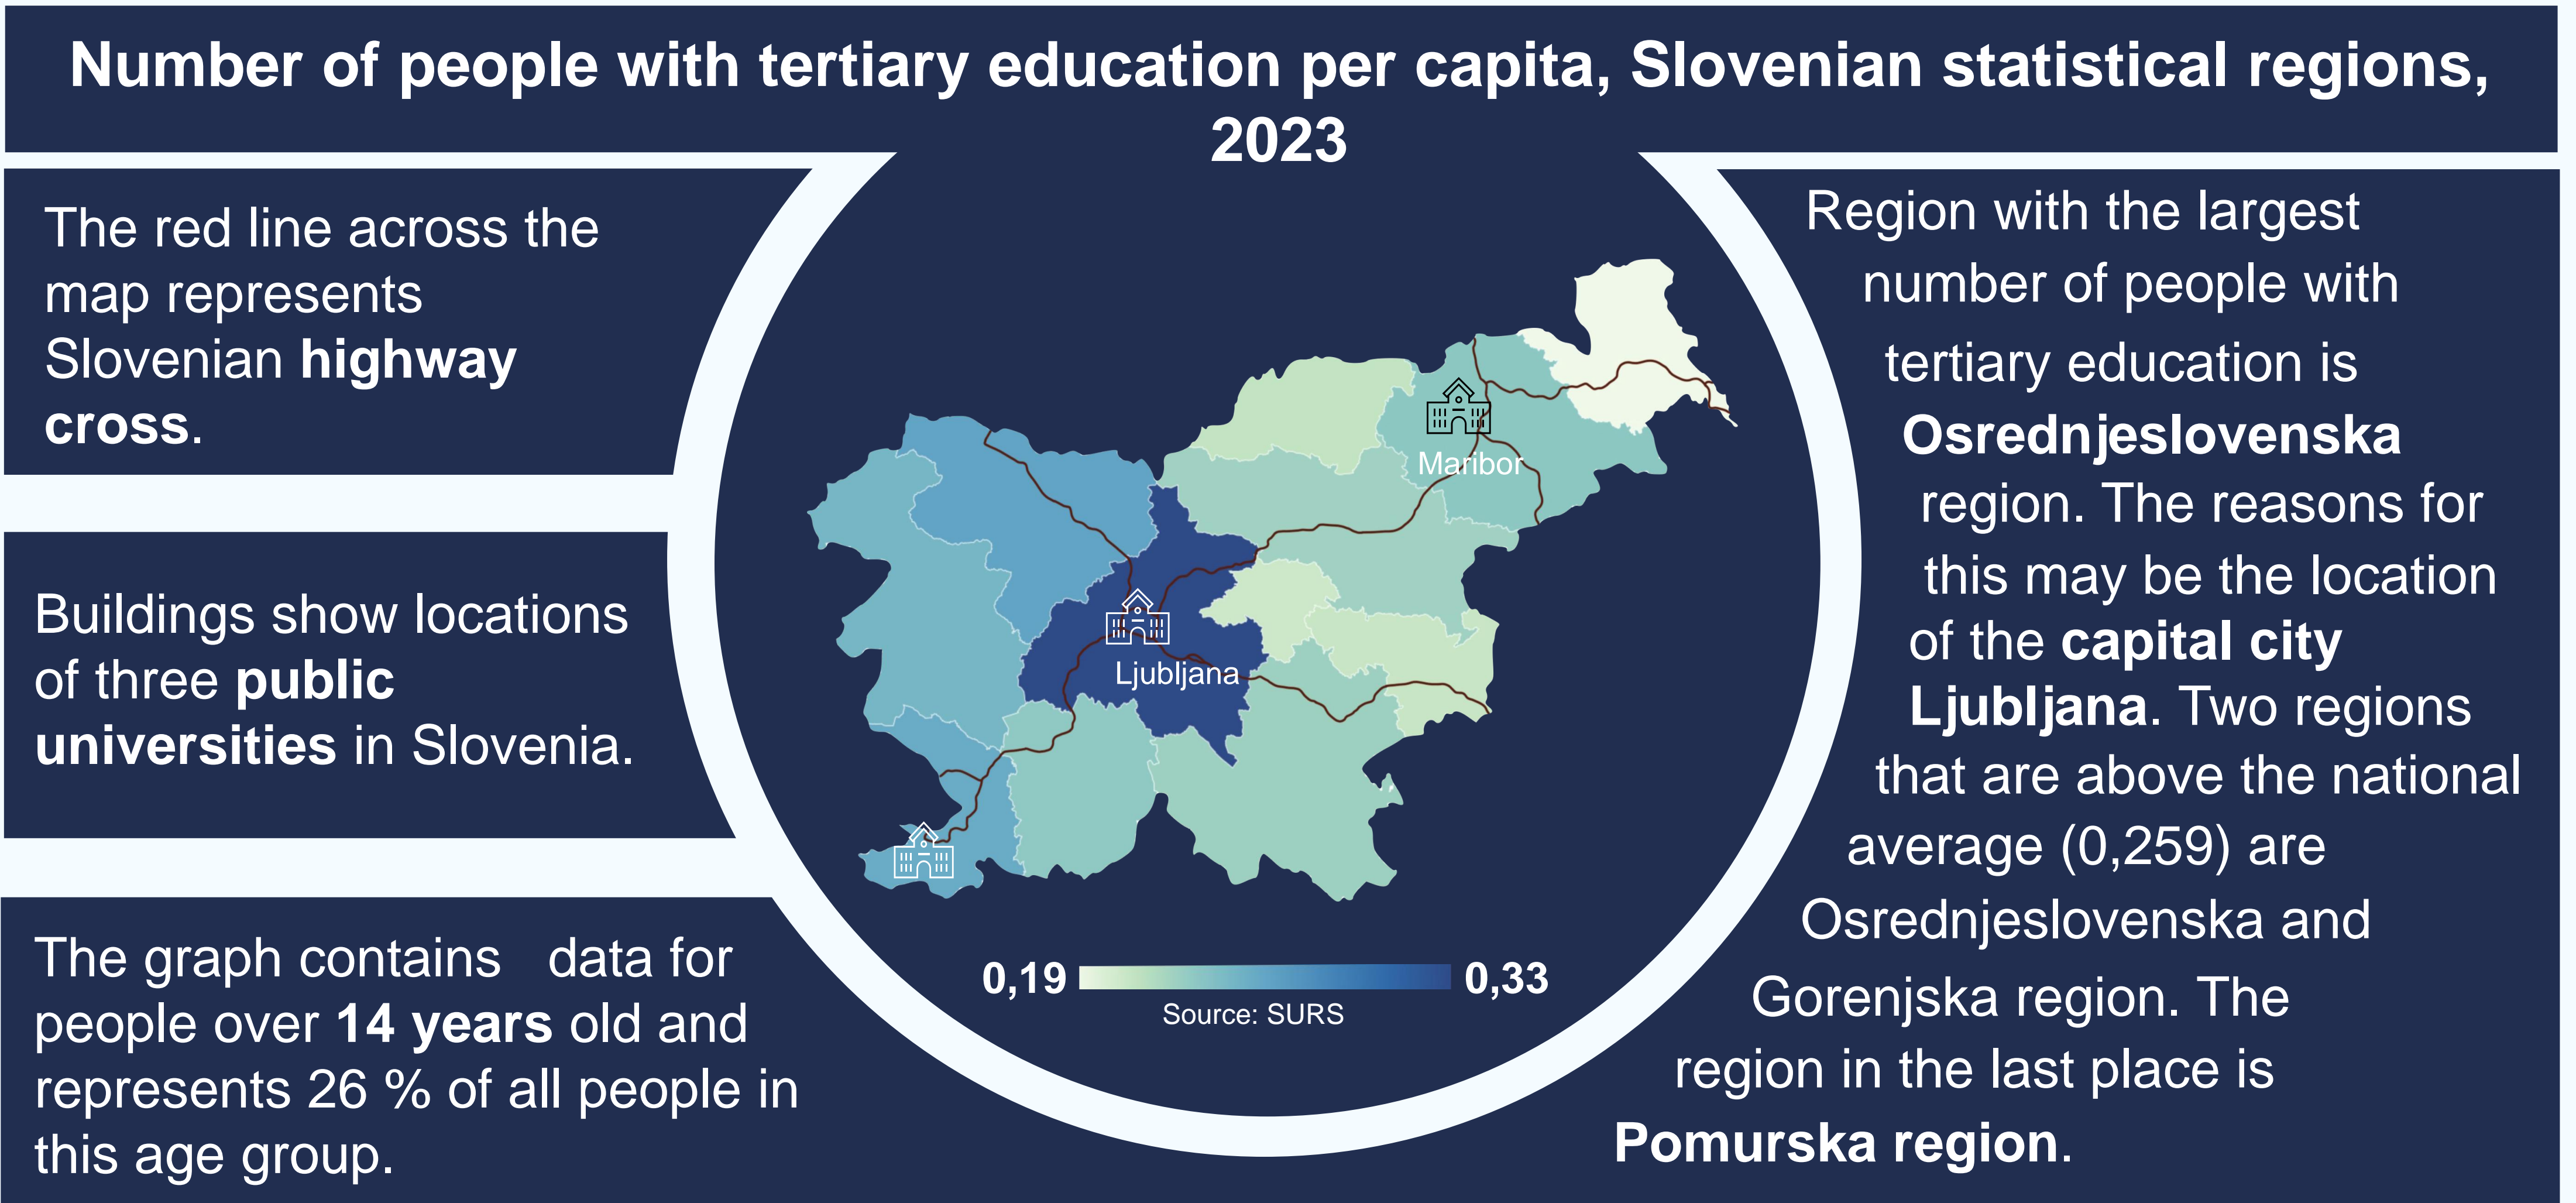 Number of people with tertiary education per capita, Slovenian statistical regions,
2023
The red line across the
map represents
Slovenian highway
cross.
Buildings show locations
of three public
universities in Slovenia.
The graph contains data for
people over 14 years old and
represents 26 % of all people in
this age group.
Maribor
Ljubljana
0,19
0,33
Source: SURS
Region with the largest
number of people with
tertiary education is
Osrednjeslovenska
region. The reasons for
this may be the location
of the capital city
Ljubljana. Two regions
that are above the national
average (0,259) are
Osrednjeslovenska and
Gorenjska region. The
region in the last place is
Pomurska region.